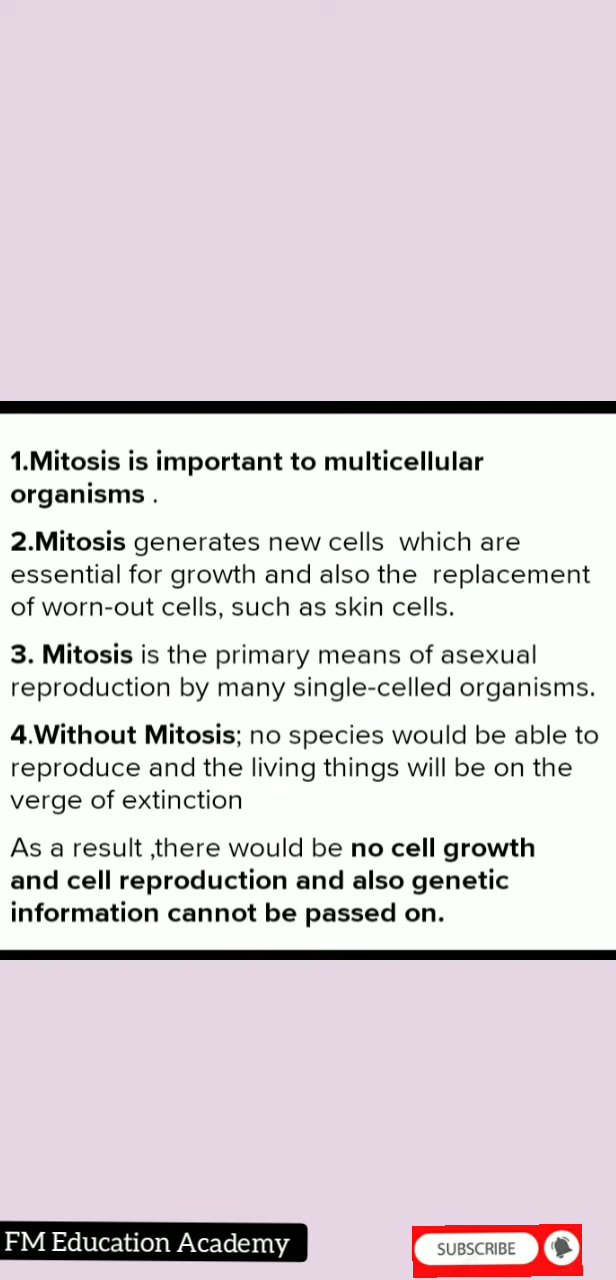 1.Mitosis is important to multicellular
organisms .
2.Mitosis generates new cells which are
essential for growth and also the replacement
of worn-out cells, such as skin cells.
3. Mitosis is the primary means of asexual
reproduction by many single-celled organisms.
4.Without Mitosis; no species would be able to
reproduce and the living things will be on the
verge of extinction
As a result ,there would be no cell growth
and cell reproduction and also genetic
information cannot be passed on.
FM Education Academy
SUBSCRIBE